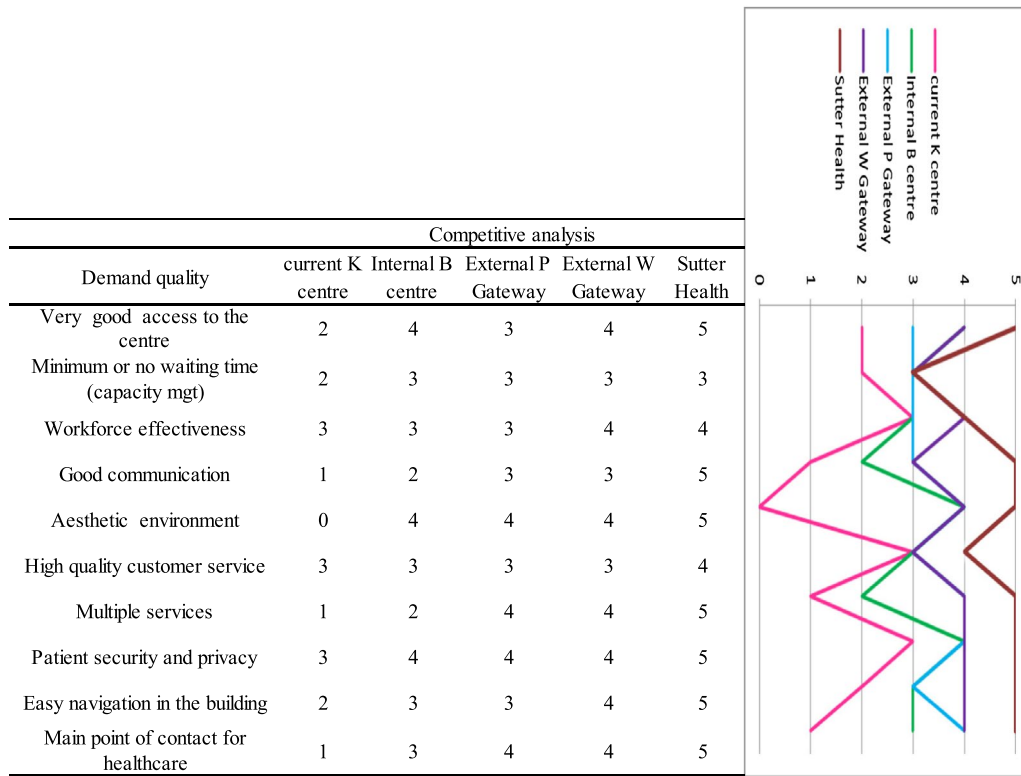 Competitive analysis
Demand quality
current K centre
Internal B centre
External P Gateway
External W Gateway
Sutter Health
Very good access to the centre
2 4 3 4 5
Minimum or no waiting time (capacity mgt)
2 3 3 3 3
Workforce effectiveness
3 3 3 4 4
Good communication
1 2 3 3 5
Aesthetic environment
0 4 4 4 5
High quality customer service
3 3 3 3 4
Multiple services
1 2 4 4 5
Patient security and privacy
3 4 4 4 5
Easy navigation in the building
2 3 3 4 5
Main point of contact for healthcare
1 3 4 4 5
current K centre
Internal B centre
External P Gateway
External W Gateway
Sutter Health
0 1 2 3 4 5